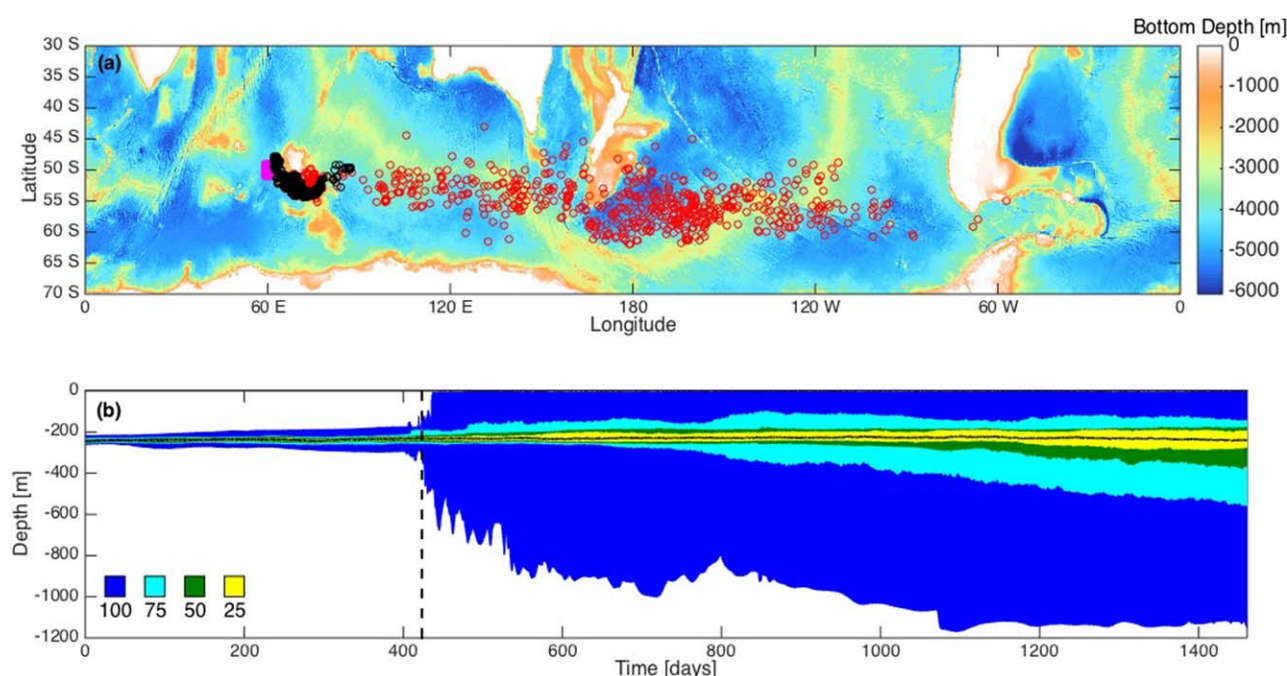 Bottom Depth [m]
(a)
30 S
35 S
40 S
45 S
50 S
55 S
60 S
65 S
70 S
Latitude
0
-1000
-2000
-3000
-4000
-5000
-6000
0 60 E 120 E 180 120 W 60 W 0
Longitude
(b)
0
-200
-400
-600
-800
-1000
-1200
Depth [m]
100 75 50 25
0 200 400 600 800 1000 1200 1400
Time [days]